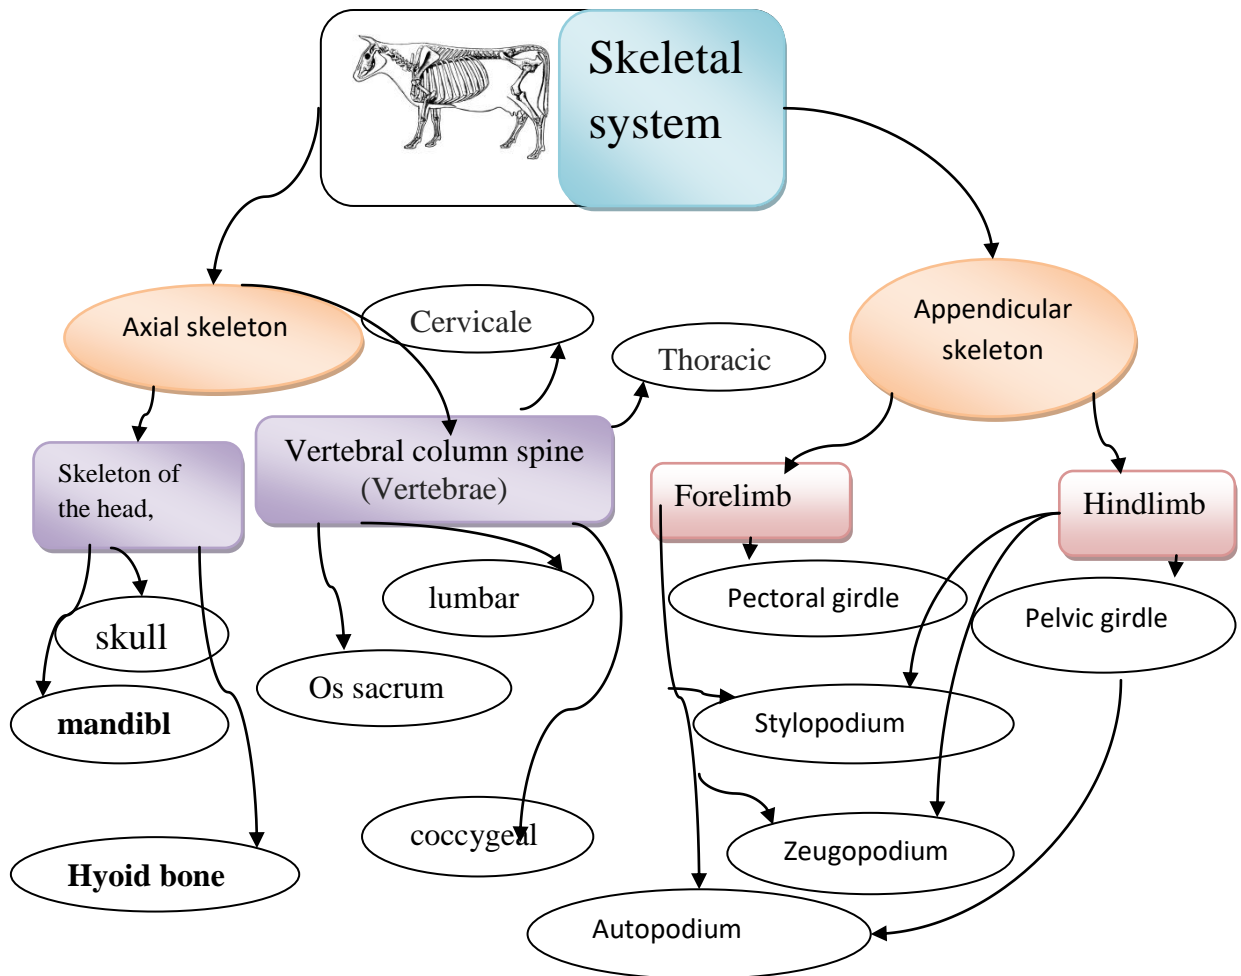 Skeletal
system
Axial skeleton
Cervicale
Thoracic
Appendicular
skeleton
Skeleton of
the head,
Vertebral column spine
(Vertebrae)
Forelimb
Hindlimb
skull
lumbar
Pectoral girdle
Pelvic girdle
mandibl
Os sacrum
Stylopodium
coccygeal
Zeugopodium
Hyoid bone
Autopodium